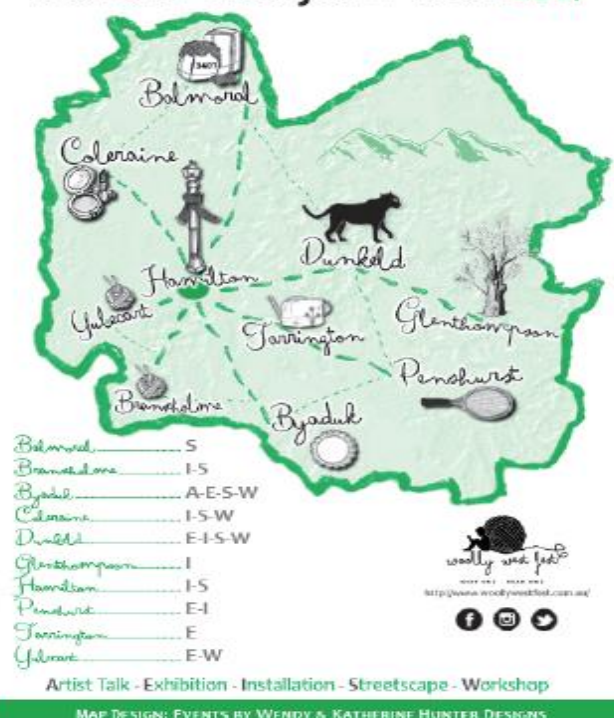 3407
Balmoral
Coleraine
Dunkeld
Hamilton
Yulecart
Tarrington
Glenthompson
Penshurst
Branxholme
Byaduk
Balmoral S
Branxholme I-S
Byaduk A-E-S-W
Coleraine I-S-W
Dunkeld E-I-S-W
Glenthompson I
Hamilton I-S
Penshurst E-I
Tarrington E
Yulecart E-W
woolly west fest
http://www.woollywestfest.com.au/
Artist Talk - Exhibition - Installation - Streetscape - Workshop
MAP DESIGN: EVENTS BY WENDY & KATHERINE HUNTER DESIGNS